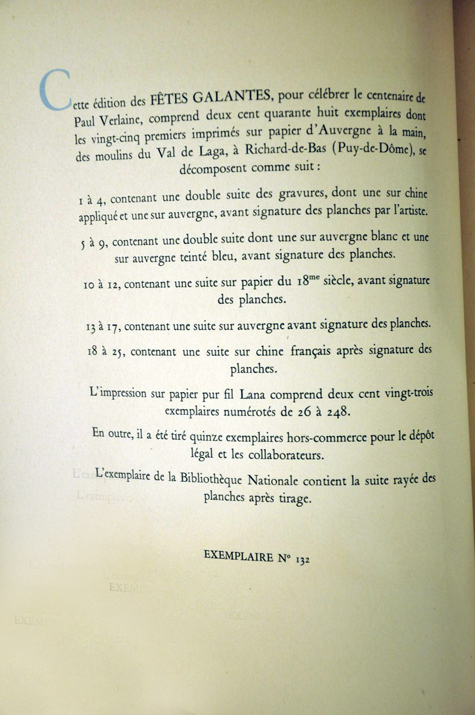 Cette édition des FÊTES GALANTES, pour célébrer le centenaire de
Paul Verlaine, comprend deux cent quarante huit exemplaires dont
les vingt-cinq premiers imprimés sur papier d'Auvergne à la main,
des moulins du Val de Laga, à Richard-de-Bas (Puy-de-Dôme), se
décomposent comme suit :
1 à 4, contenant une double suite des gravures, dont une sur chine
appliqué et une sur auvergne, avant signature des planches par l'artiste.
5 à 9, contenant une double suite dont une sur auvergne blanc et une
sur auvergne teinté bleu, avant signature des planches.
10 à 12, contenant une suite sur papier du 18me siècle, avant signature
des planches.
13 à 17, contenant une suite sur auvergne avant signature des planches.
18 à 25, contenant une suite sur chine français après signature des
planches.
L'impression sur papier pur fil Lana comprend deux cent vingt-trois
exemplaires numérotés de 26 à 248.
En outre, il a été tiré quinze exemplaires hors-commerce pour le dépôt
légal et les collaborateurs.
L'exemplaire de la Bibliothèque Nationale contient la suite rayée des
planches après tirage.
EXEMPLAIRE No 132